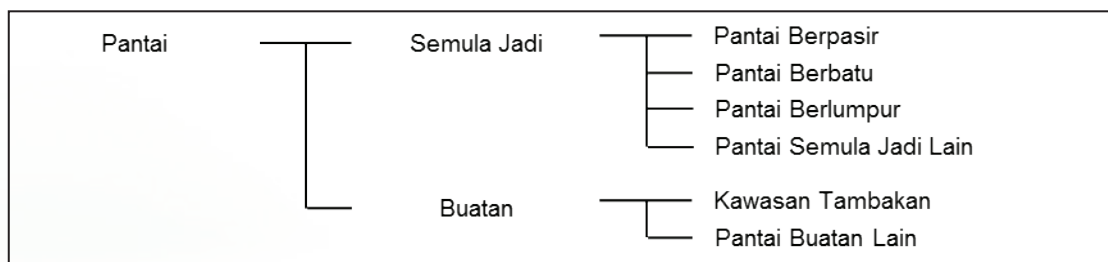 Pantai Semula Jadi Pantai Berpasir
Pantai Berbatu
Pantai Berlumpur
Pantai Semula Jadi Lain
Buatan Kawasan Tambakan
Pantai Buatan Lain